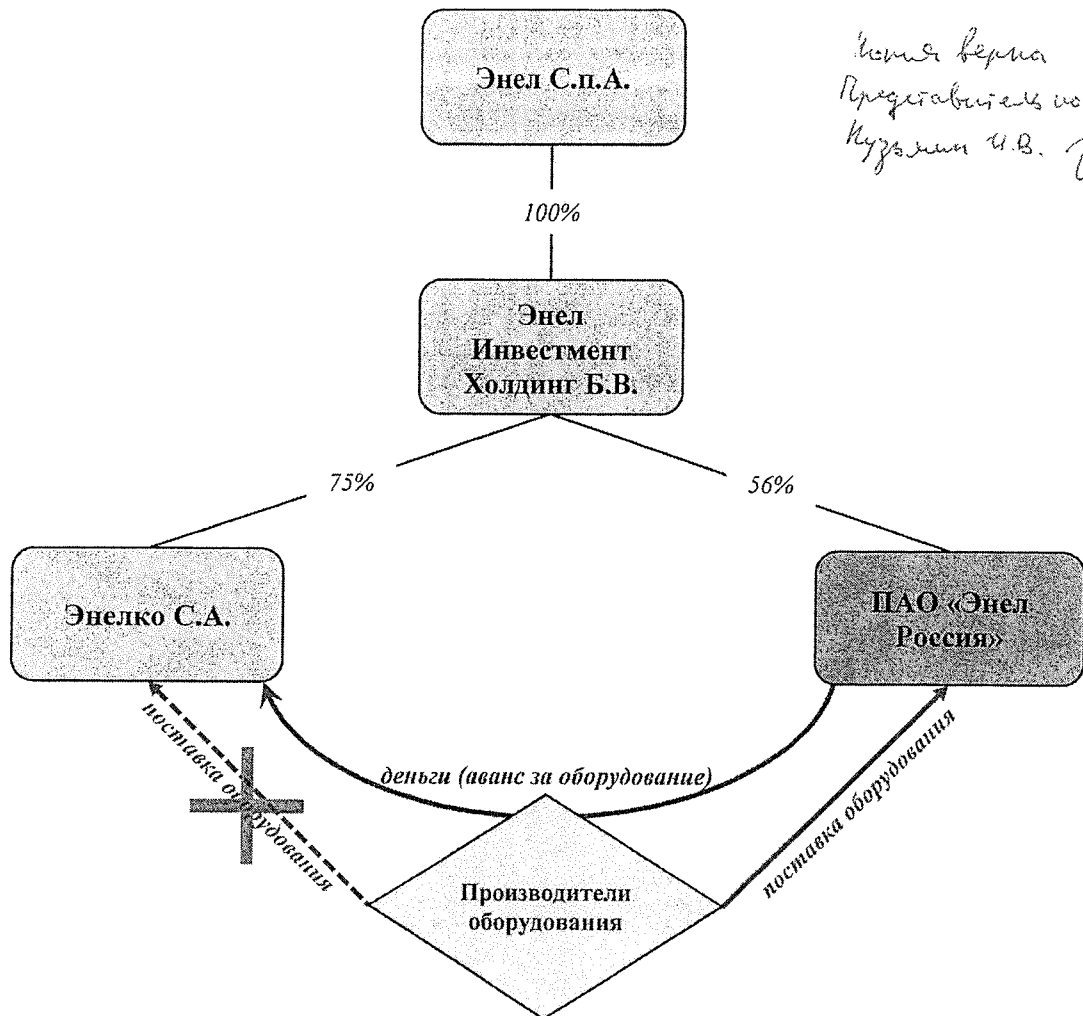 Энел С.п.А.
Копия верна
Представитель по
Кузьмин И.В.
100%
Энел
Инвестмент
Холдинг Б.В.
75%
56%
Энелко С.А.
ПАО «Энел
Россия»
поставка оборудования
деньги (аванс за оборудование)
поставка оборудования
Производители
оборудования